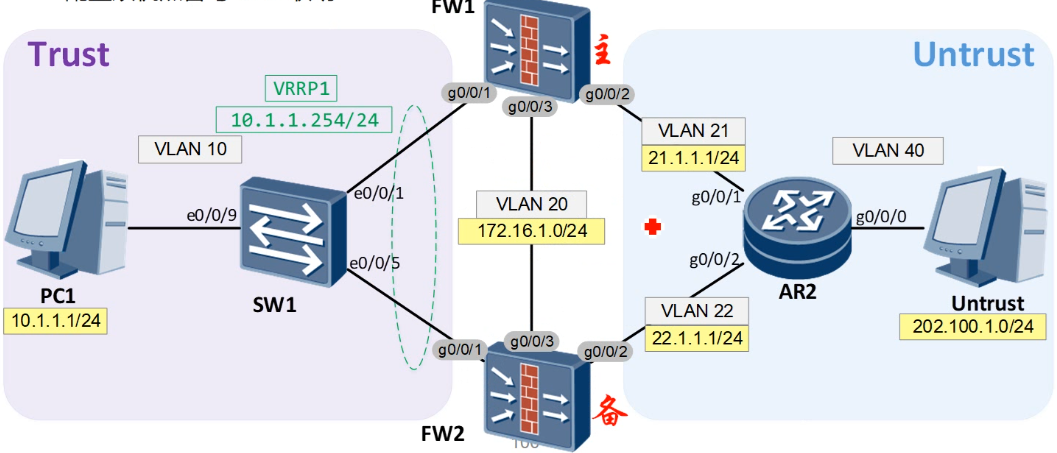 FW1
主
Trust
Untrust
VRRP1
10.1.1.254/24
g0/0/1
g0/0/3
g0/0/2
VLAN 10
VLAN 21
21.1.1.1/24
VLAN 40
e0/0/9
e0/0/1
VLAN 20
172.16.1.0/24
g0/0/1
g0/0/0
e0/0/5
g0/0/2
PC1
10.1.1.1/24
SW1
AR2
Untrust
202.100.1.0/24
VLAN 22
22.1.1.1/24
g0/0/1
g0/0/3
g0/0/2
备
FW2